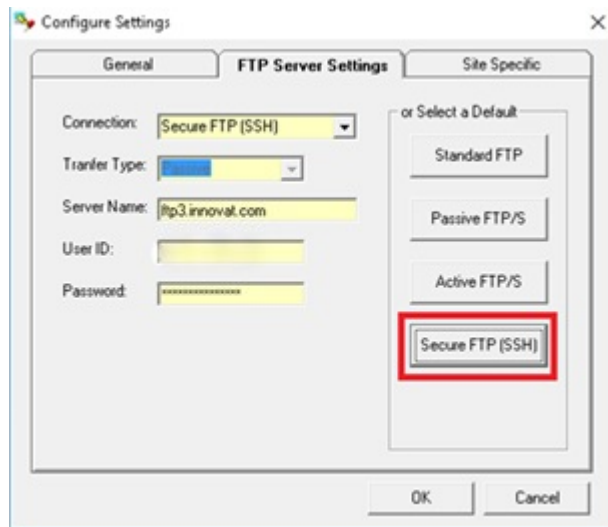 Configure Settings
General
FTP Server Settings
Site Specific
Connection:
Secure FTP (SSH)
Tranfer Type:
Passive
Server Name:
ftp3.innovat.com
User ID:
Password:
***************
or Select a Default
Standard FTP
Passive FTP/S
Active FTP/S
Secure FTP (SSH)
OK
Cancel